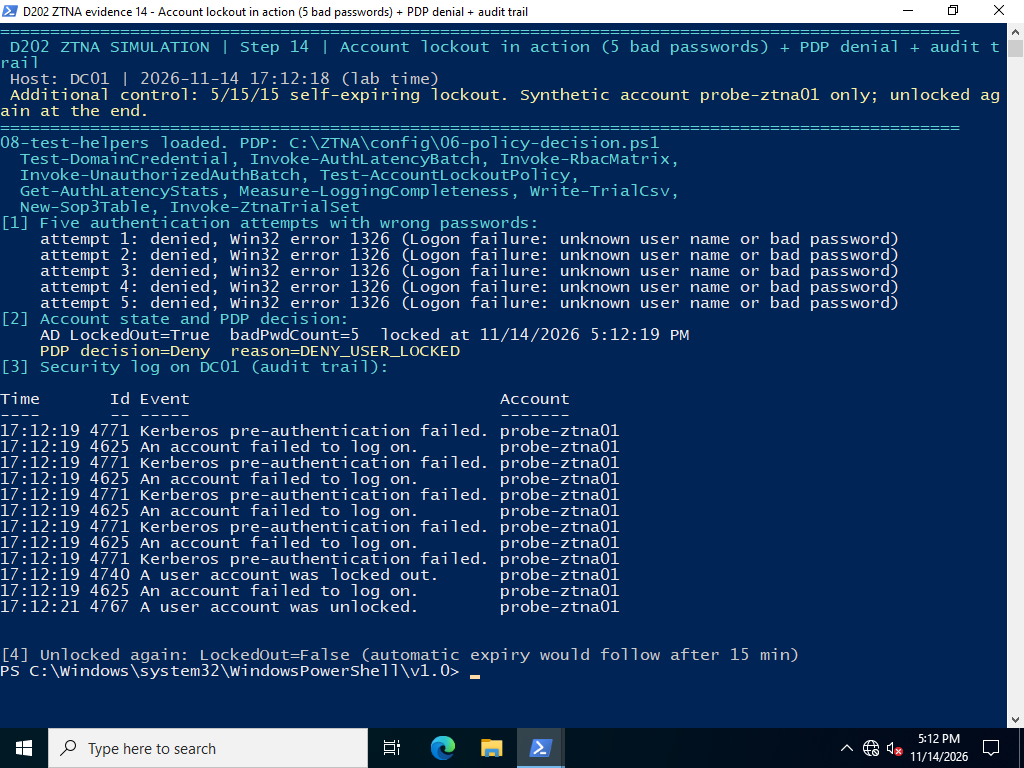 D202 ZTNA evidence 14 - Account lockout in action (5 bad passwords) + PDP denial + audit trail
================================================================================================
 D202 ZTNA SIMULATION | Step 14 | Account lockout in action (5 bad passwords) + PDP denial + audit t
rail
 Host: DC01 | 2026-11-14 17:12:18 (lab time)
 Additional control: 5/15/15 self-expiring lockout. Synthetic account probe-ztna01 only; unlocked ag
ain at the end.
================================================================================================
08-test-helpers loaded. PDP: C:\ZTNA\config\06-policy-decision.ps1
  Test-DomainCredential, Invoke-AuthLatencyBatch, Invoke-RbacMatrix,
  Invoke-UnauthorizedAuthBatch, Test-AccountLockoutPolicy,
  Get-AuthLatencyStats, Measure-LoggingCompleteness, Write-TrialCsv,
  New-Sop3Table, Invoke-ZtnaTrialSet
[1] Five authentication attempts with wrong passwords:
    attempt 1: denied, Win32 error 1326 (Logon failure: unknown user name or bad password)
    attempt 2: denied, Win32 error 1326 (Logon failure: unknown user name or bad password)
    attempt 3: denied, Win32 error 1326 (Logon failure: unknown user name or bad password)
    attempt 4: denied, Win32 error 1326 (Logon failure: unknown user name or bad password)
    attempt 5: denied, Win32 error 1326 (Logon failure: unknown user name or bad password)
[2] Account state and PDP decision:
    AD LockedOut=True  badPwdCount=5  locked at 11/14/2026 5:12:19 PM
    PDP decision=Deny  reason=DENY_USER_LOCKED
[3] Security log on DC01 (audit trail):
Time       Id Event                               Account
----       -- -----                               -------
17:12:19 4771 Kerberos pre-authentication failed. probe-ztna01
17:12:19 4625 An account failed to log on.        probe-ztna01
17:12:19 4771 Kerberos pre-authentication failed. probe-ztna01
17:12:19 4625 An account failed to log on.        probe-ztna01
17:12:19 4771 Kerberos pre-authentication failed. probe-ztna01
17:12:19 4625 An account failed to log on.        probe-ztna01
17:12:19 4771 Kerberos pre-authentication failed. probe-ztna01
17:12:19 4625 An account failed to log on.        probe-ztna01
17:12:19 4771 Kerberos pre-authentication failed. probe-ztna01
17:12:19 4740 A user account was locked out.      probe-ztna01
17:12:19 4625 An account failed to log on.        probe-ztna01
17:12:21 4767 A user account was unlocked.        probe-ztna01
[4] Unlocked again: LockedOut=False (automatic expiry would follow after 15 min)
PS C:\Windows\system32\WindowsPowerShell\v1.0>
Type here to search
5:12 PM
11/14/2026